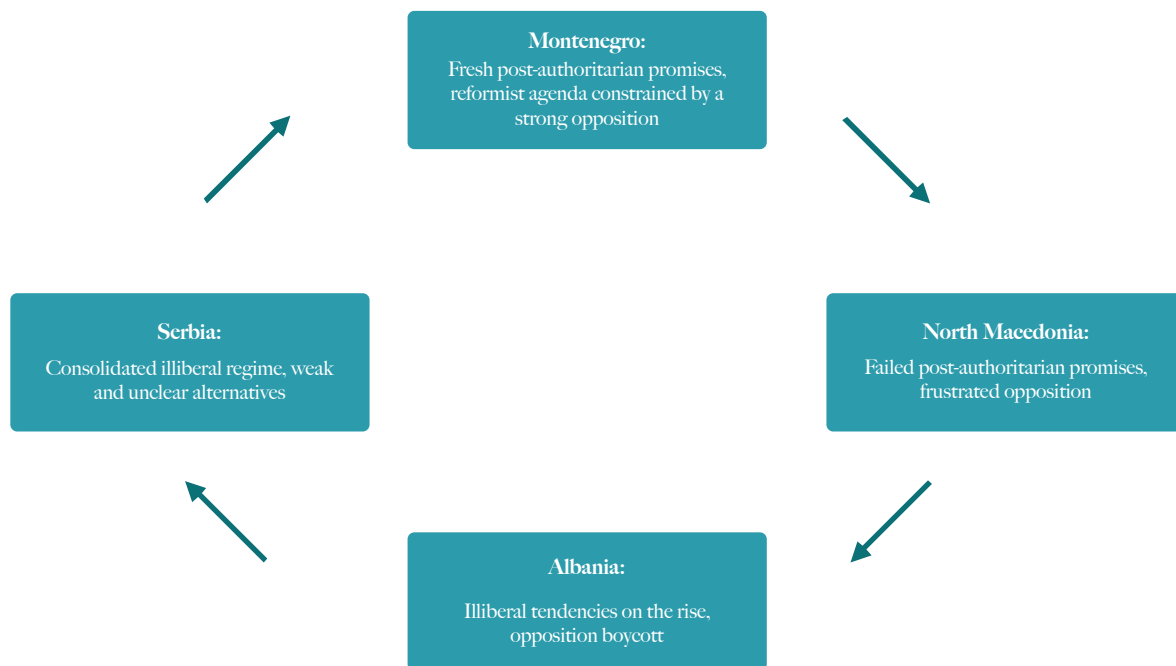 Montenegro:
Fresh post-authoritarian promises,
reformist agenda constrained by a
strong opposition
Serbia:
Consolidated illiberal regime, weak
and unclear alternatives
North Macedonia:
Failed post-authoritarian promises,
frustrated opposition
Albania:
Illiberal tendencies on the rise,
opposition boycott